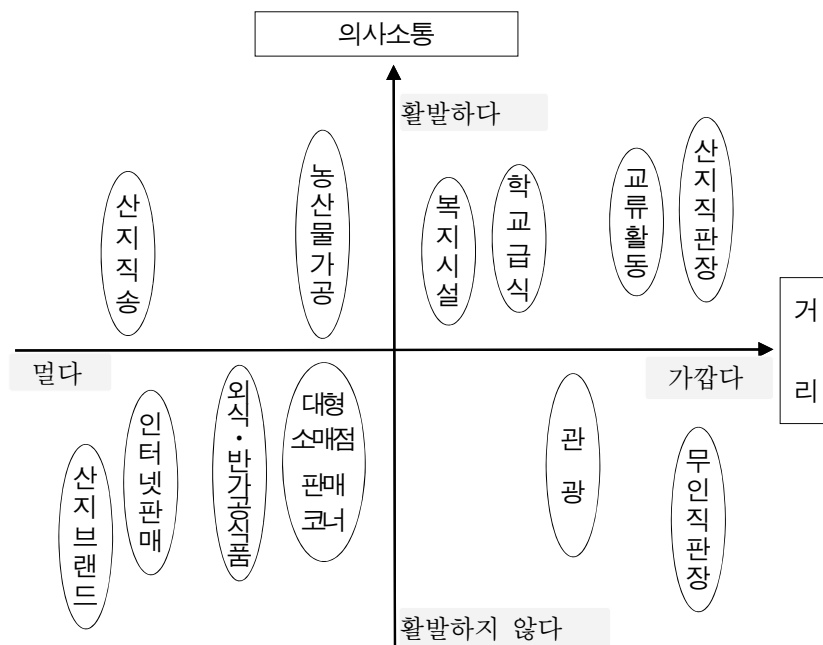 의사소통
활발하다
산지직송
농산물가공
복지시설
학교급식
교류활동
산지직판장
거리
멀다
가깝다
산지브랜드
인터넷판매
외식·반가공식품
대형
소매점
판매
코너
관광
무인직판장
활발하지 않다